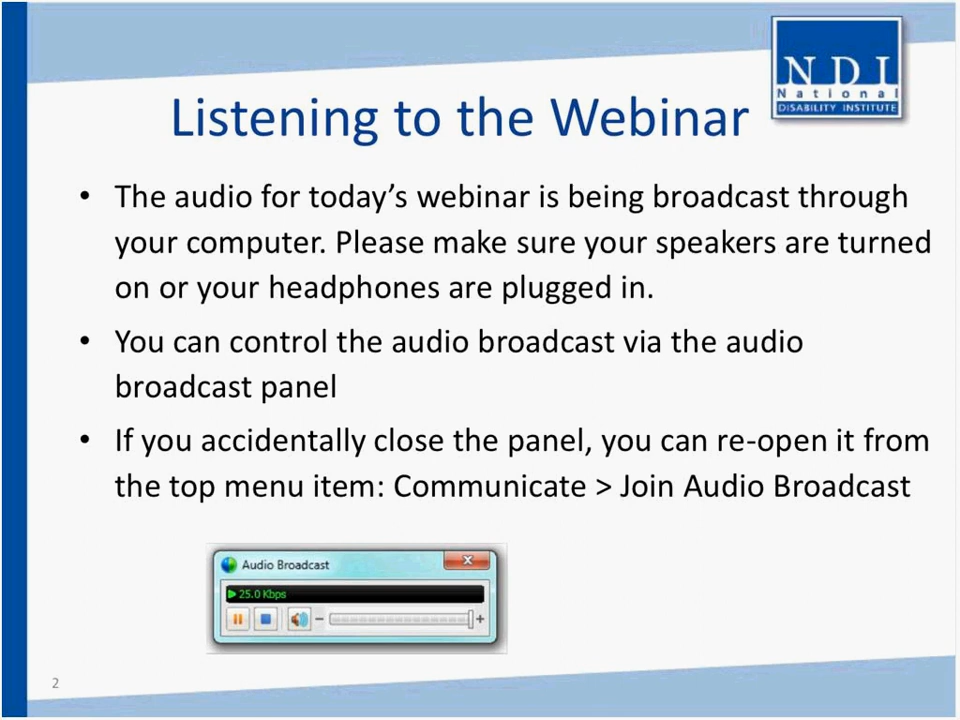 NDI
National
DISABILITY INSTITUTE
Listening to the Webinar
• The audio for today’s webinar is being broadcast through
your computer. Please make sure your speakers are turned
on or your headphones are plugged in.
• You can control the audio broadcast via the audio
broadcast panel
• If you accidentally close the panel, you can re-open it from
the top menu item: Communicate > Join Audio Broadcast
Audio Broadcast
25.0 Kbps
2